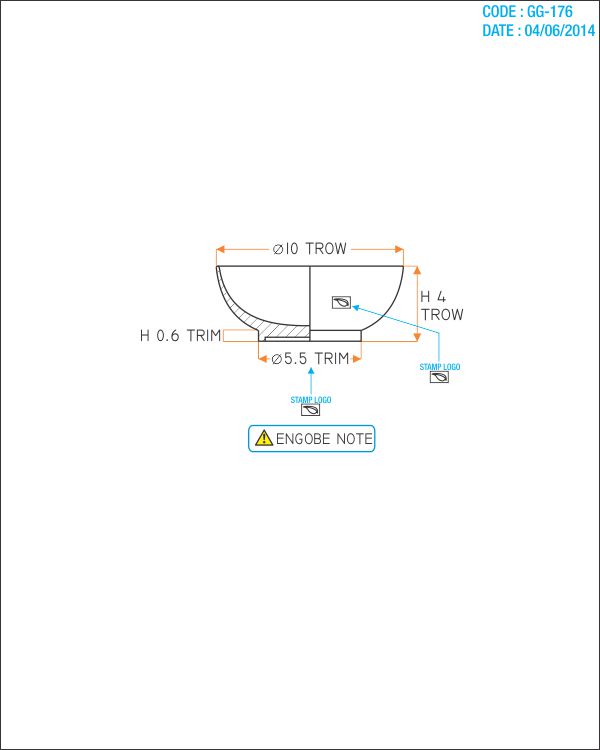 CODE : GG-176
DATE : 04/06/2014
⌀10 TROW
H 4
TROW
H 0.6 TRIM
⌀5.5 TRIM
STAMP LOGO
STAMP LOGO
ENGOBE NOTE